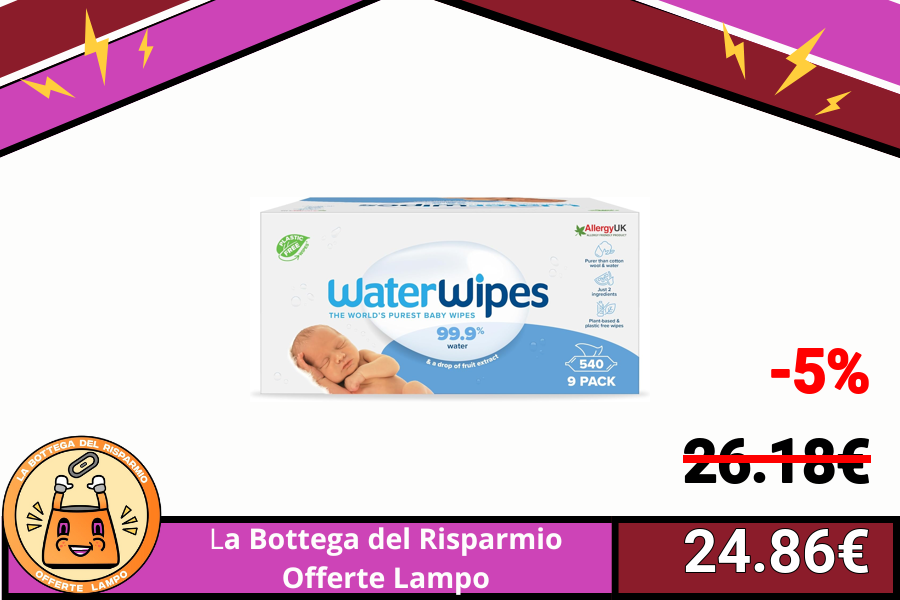 WaterWipes
PLASTIC
FREE
WIPES
AllergyUK
Purer than cotton
wool & water
WaterWipes
THE WORLD'S PUREST BABY WIPES
99.9%
water
& a drop of fruit extract
Just 2
ingredients
Plant-based &
plastic free wipes
540
9 PACK
-5%
26.18€
24.86€
LA BOTTEGA DEL RISPARMIO
OFFERTE LAMPO
La Bottega del Risparmio
Offerte Lampo